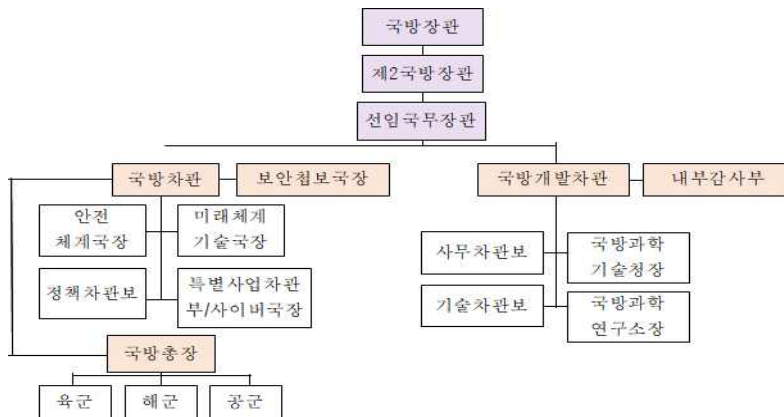 국방장관
제2국방장관
선임국무장관
국방차관
보안첩보국장
국방개발차관
내부감사부
안전
체계국장
미래체계
기술국장
정책차관보
특별사업차관
부/사이버국장
사무차관보
국방과학
기술청장
기술차관보
국방과학
연구소장
국방총장
육군
해군
공군